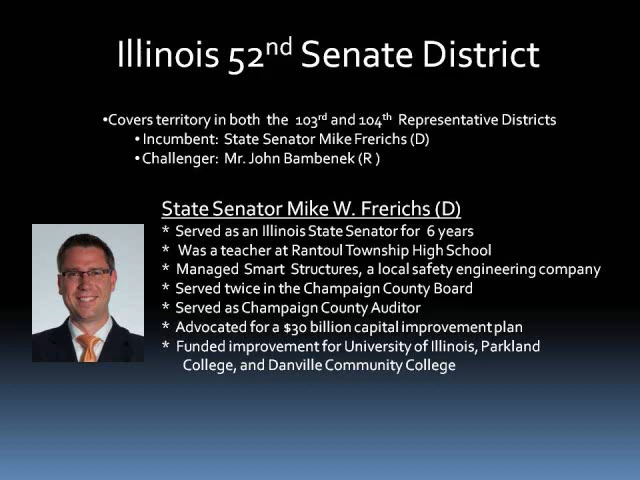 Illinois 52nd Senate District
•Covers territory in both the 103rd and 104th Representative Districts
•Incumbent: State Senator Mike Frerichs (D)
•Challenger: Mr. John Bambenek (R )
State Senator Mike W. Frerichs (D)
* Served as an Illinois State Senator for 6 years
* Was a teacher at Rantoul Township High School
* Managed Smart Structures, a local safety engineering company
* Served twice in the Champaign County Board
* Served as Champaign County Auditor
* Advocated for a $30 billion capital improvement plan
* Funded improvement for University of Illinois, Parkland
College, and Danville Community College